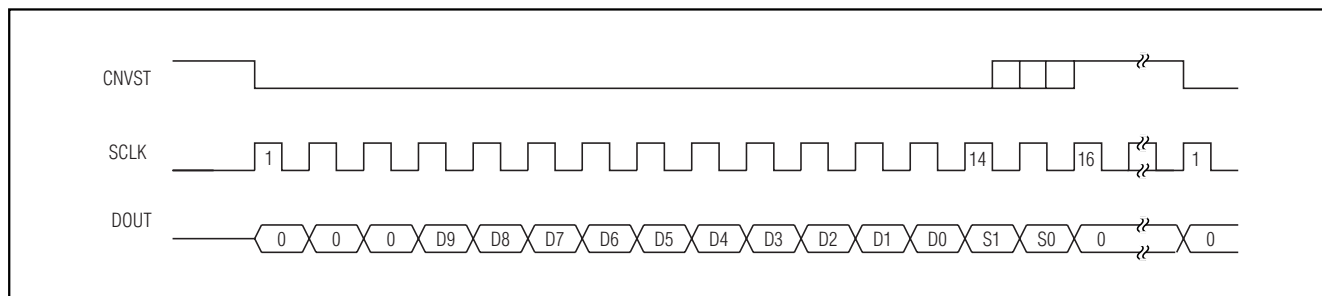 CNVST
SCLK 1 14 16 1
DOUT 0 0 0 D9 D8 D7 D6 D5 D4 D3 D2 D1 D0 S1 S0 0 0